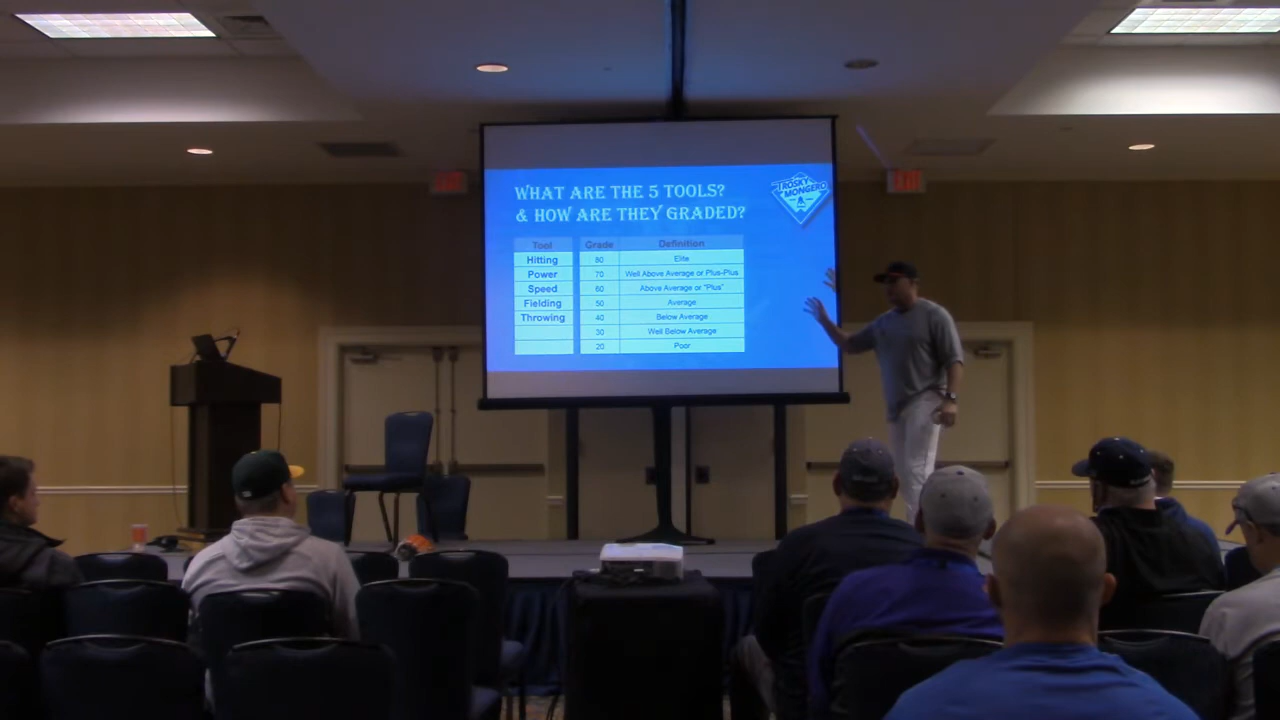 WHAT ARE THE 5 TOOLS?
& HOW ARE THEY GRADED?
TROSKY
MONGERO
Tool Grade Definition
Hitting 80 Elite
Power 70 Well Above Average or Plus-Plus
Speed 60 Above Average or "Plus"
Fielding 50 Average
Throwing 40 Below Average
30 Well Below Average
20 Poor